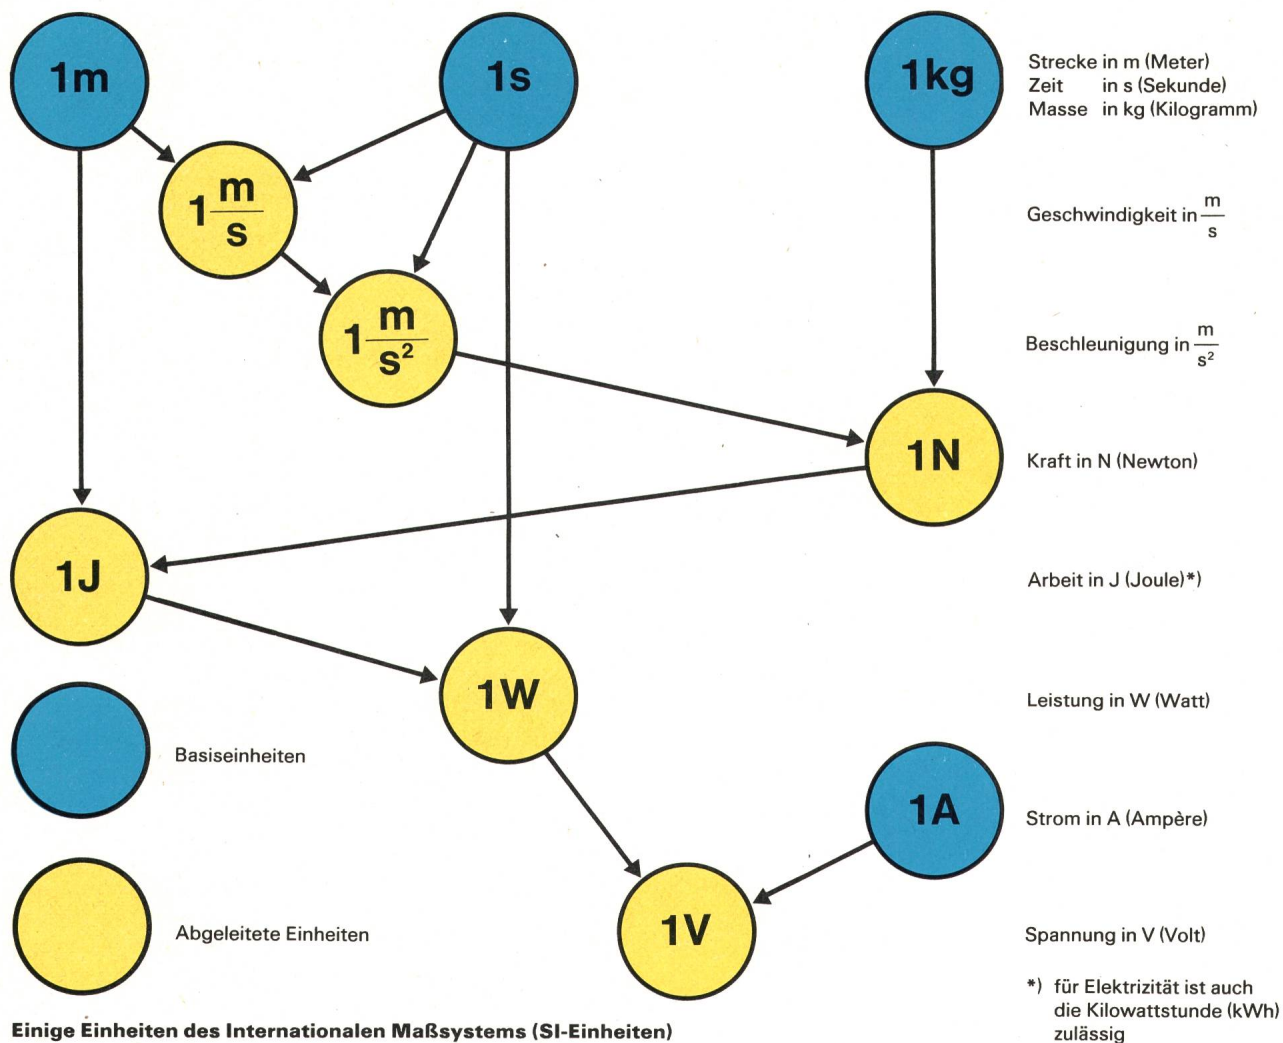 1m
1s
1kg
Strecke in m (Meter)
Zeit in s (Sekunde)
Masse in kg (Kilogramm)
1 m/s
Geschwindigkeit in m/s
1 m/s²
Beschleunigung in m/s²
1N
Kraft in N (Newton)
1J
Arbeit in J (Joule)*)
1W
Leistung in W (Watt)
Basiseinheiten
1A
Strom in A (Ampère)
Abgeleitete Einheiten
1V
Spannung in V (Volt)
*) für Elektrizität ist auch
die Kilowattstunde (kWh)
zulässig
Einige Einheiten des Internationalen Maßsystems (SI-Einheiten)